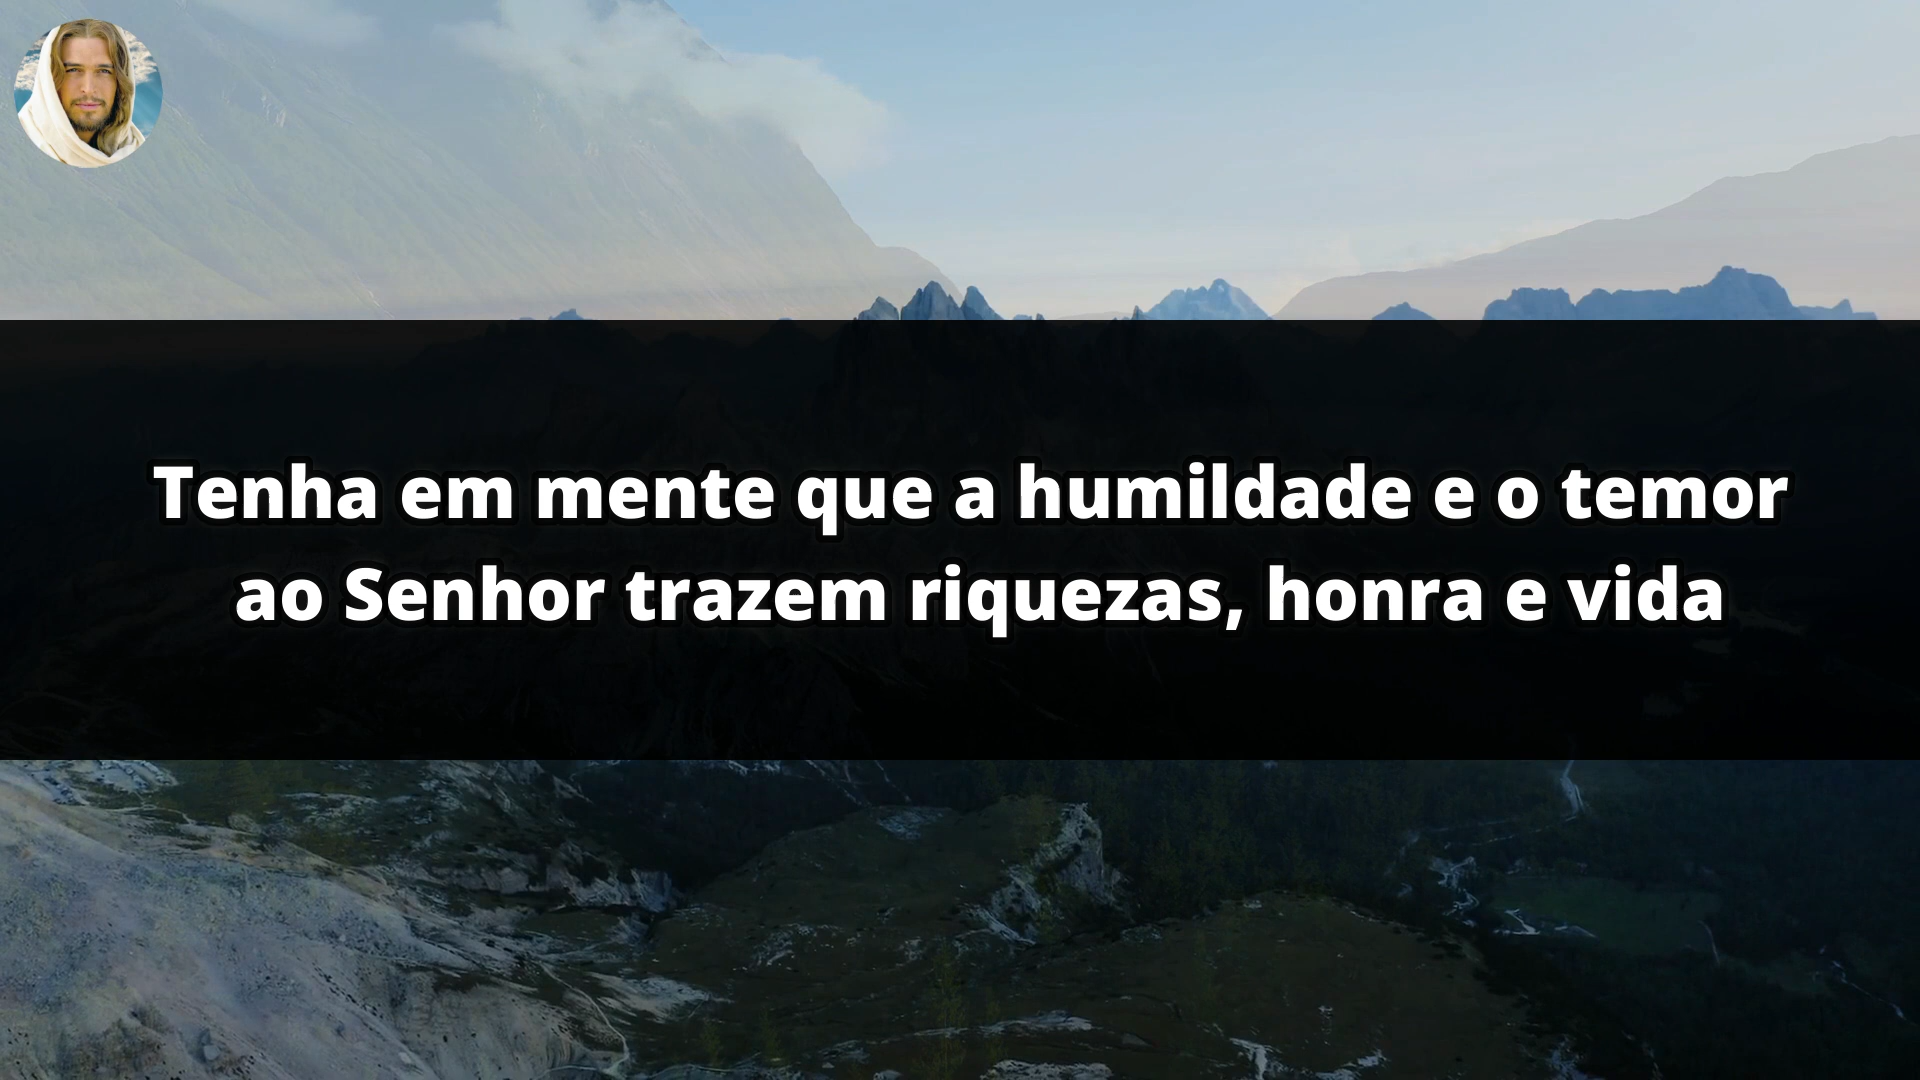 Tenha em mente que a humildade e o temor
ao Senhor trazem riquezas, honra e vida